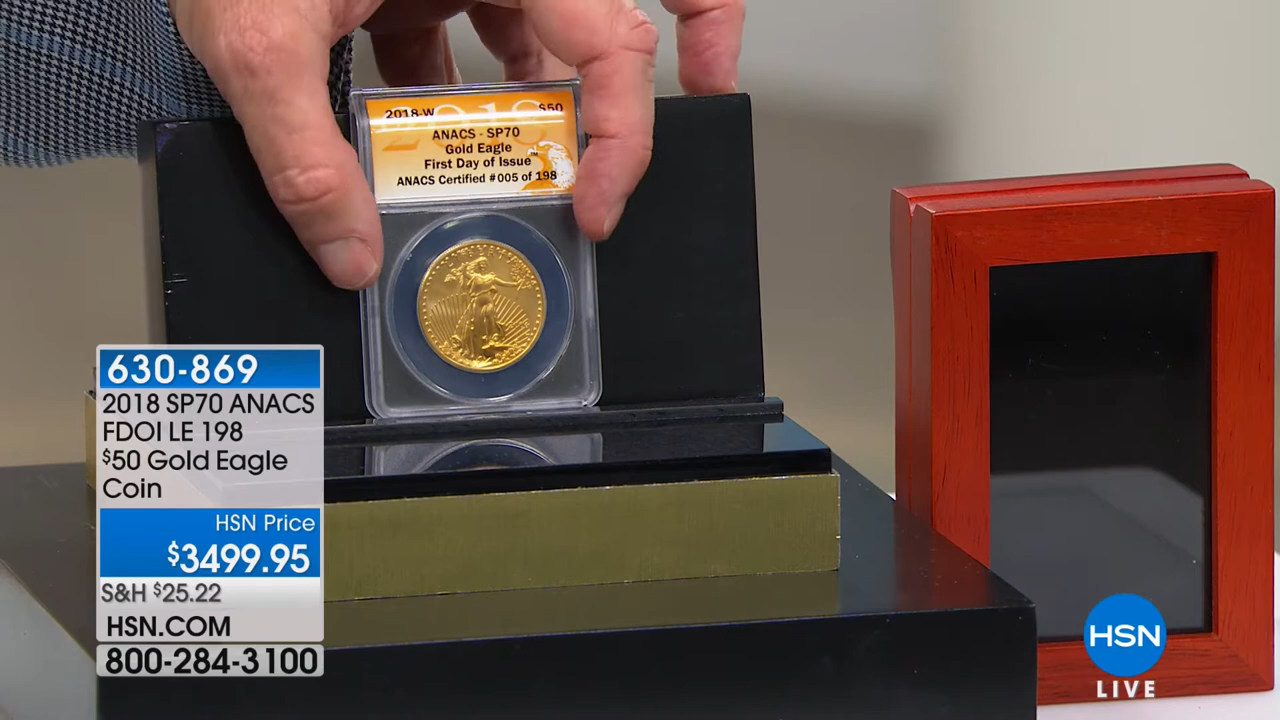 2018-W $50
ANACS - SP70
Gold Eagle
First Day of Issue™
ANACS Certified #005 of 198
630-869
2018 SP70 ANACS
FDOI LE 198
$50 Gold Eagle
Coin
HSN Price
$3499.95
S&H $25.22
HSN.COM
800-284-3100
HSN
LIVE